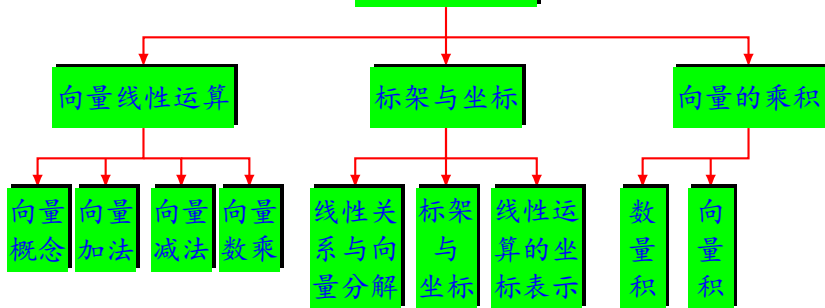 向量线性运算
标架与坐标
向量的乘积
向量
概念
向量
加法
向量
减法
向量
数乘
线性关
系与向
量分解
标架
与
坐标
线性运
算的坐
标表示
数
量
积
向
量
积